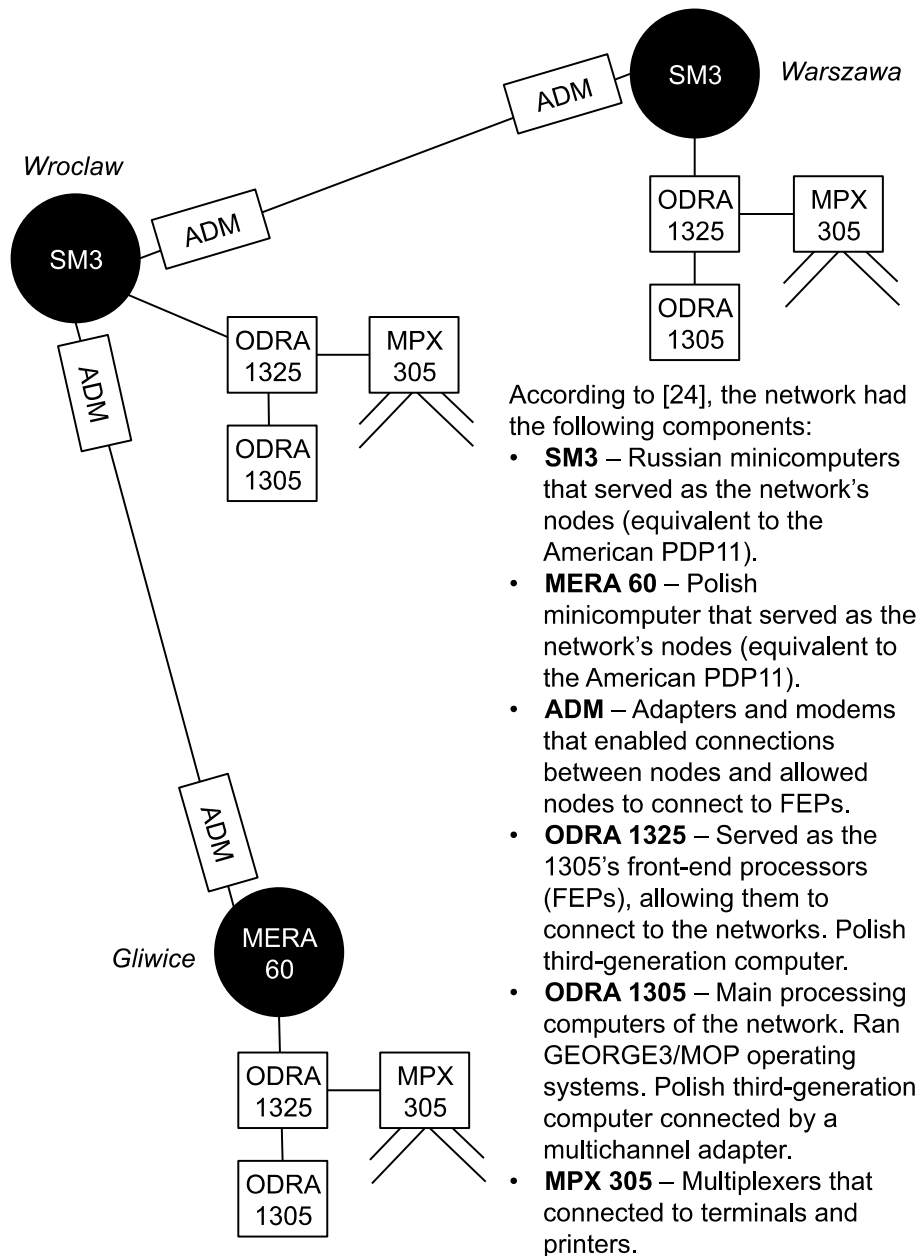 SM3
Warszawa
ADM
Wroclaw
ADM
SM3
ODRA
1325
MPX
305
ODRA
1305
ODRA
1325
MPX
305
ODRA
1305
ADM
According to [24], the network had
the following components:
• SM3 – Russian minicomputers
that served as the network's
nodes (equivalent to the
American PDP11).
• MERA 60 – Polish
minicomputer that served as the
network's nodes (equivalent to
the American PDP11).
• ADM – Adapters and modems
that enabled connections
between nodes and allowed
nodes to connect to FEPs.
• ODRA 1325 – Served as the
1305's front-end processors
(FEPs), allowing them to
connect to the networks. Polish
third-generation computer.
• ODRA 1305 – Main processing
computers of the network. Ran
GEORGE3/MOP operating
systems. Polish third-generation
computer connected by a
multichannel adapter.
• MPX 305 – Multiplexers that
connected to terminals and
printers.
ADM
Gliwice
MERA
60
ODRA
1325
MPX
305
ODRA
1305